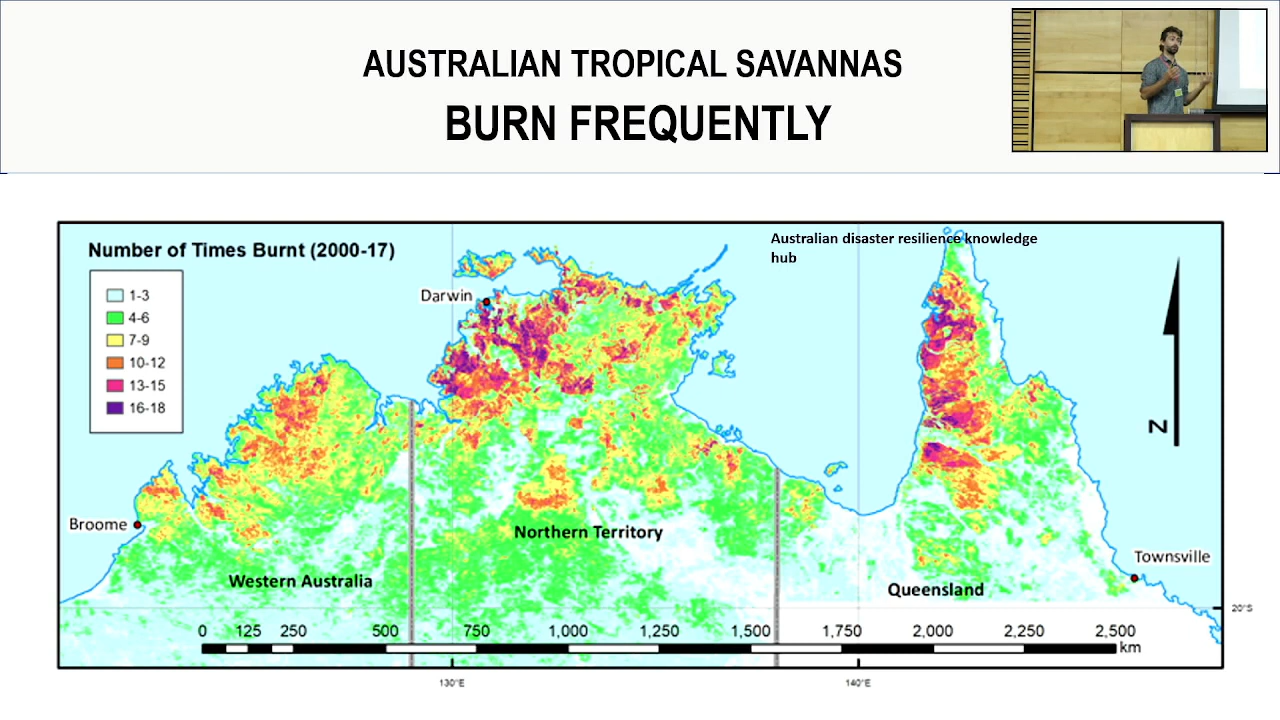 AUSTRALIAN TROPICAL SAVANNAS
BURN FREQUENTLY
Number of Times Burnt (2000-17)
1-3
4-6
7-9
10-12
13-15
16-18
Australian disaster resilience knowledge
hub
Darwin
N
Broome
Northern Territory
Western Australia
Queensland
Townsville
20°S
0 125 250 500 750 1,000 1,250 1,500 1,750 2,000 2,250 2,500
km
130°E 140°E